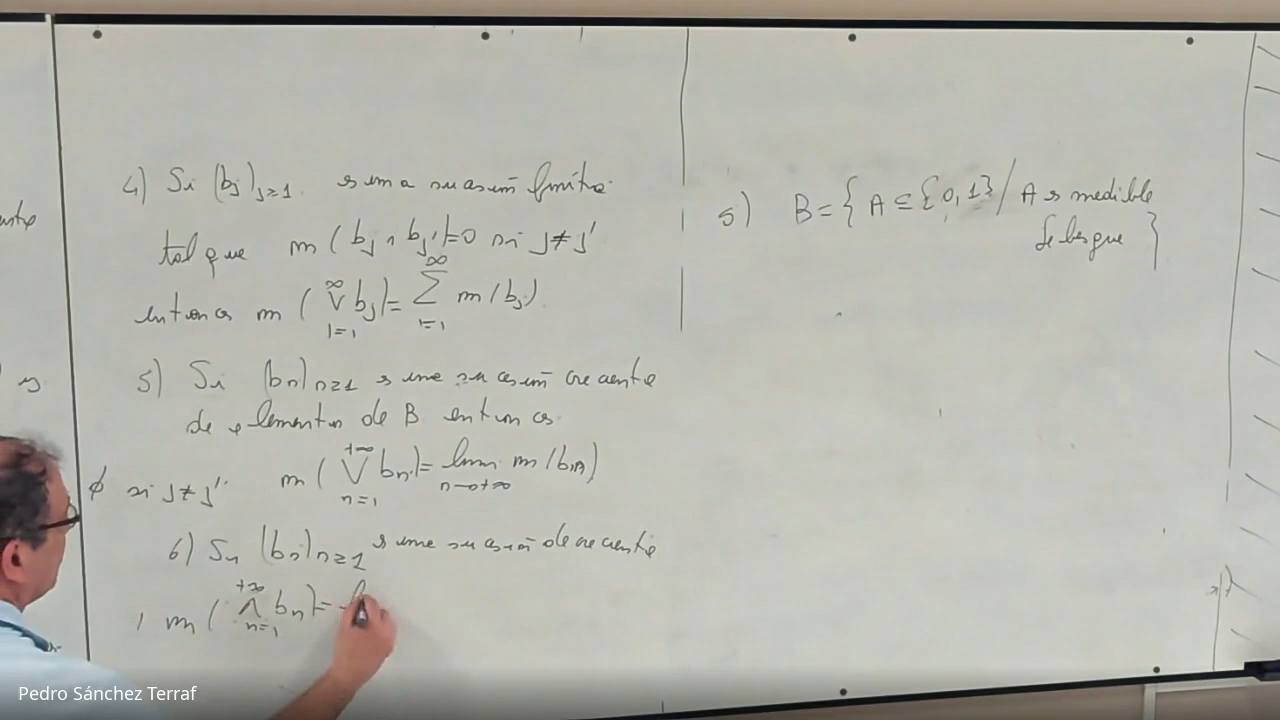 4) Si (bj)j≥1 es una sucesión finita
tal que m(bj ∧ bj')=0 si j≠j'
entonces m(⋁_{j=1}^{∞} bj)= ∑_{j=1}^{∞} m(bj)
5) Si (bn)n≥1 es una sucesión creciente
de elementos de B entonces
∅ si j≠j'
m(⋁_{n=1}^{+∞} bn)= lim_{n→+∞} m(bn)
6) Si (bn)n≥1 es una sucesión decreciente
m(⋀_{n=1}^{+∞} bn)=
5) B={A⊆{0,1}/A es medible
Lebesgue}
Pedro Sánchez Terraf